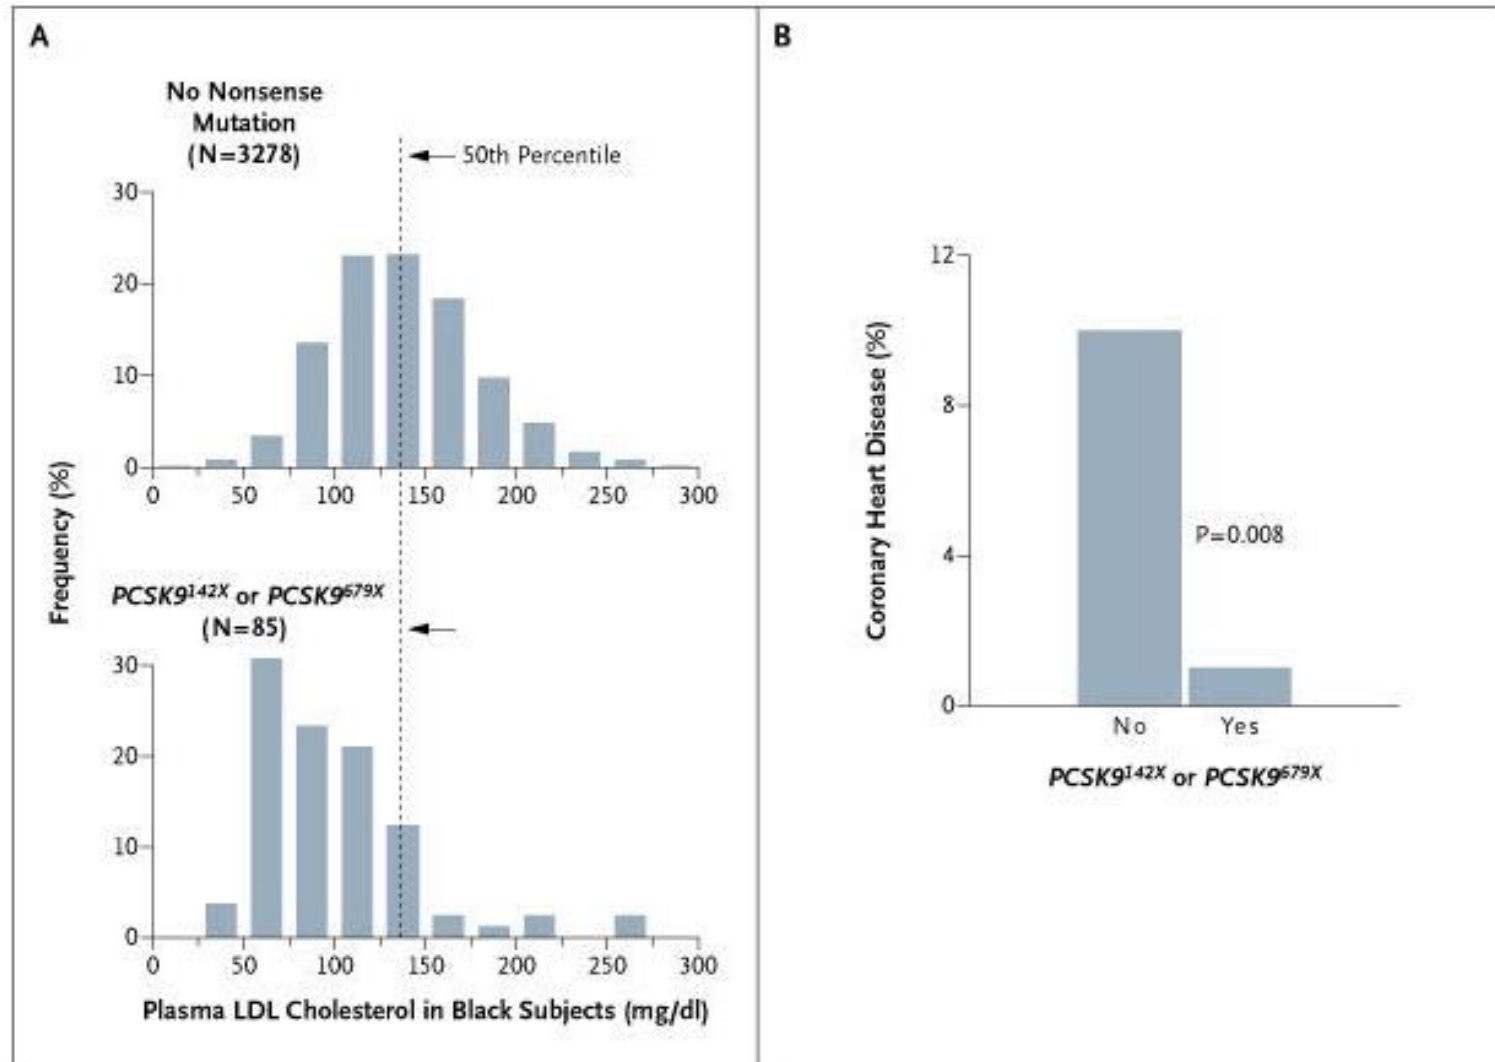 A
No Nonsense
Mutation
(N=3278)
50th Percentile
30
20
10
0
0 50 100 150 200 250 300
Frequency (%)
PCSK9¹⁴²ˣ or PCSK9⁶⁷⁹ˣ
(N=85)
30
20
10
0
0 50 100 150 200 250 300
Plasma LDL Cholesterol in Black Subjects (mg/dl)
B
12
8
4
0
Coronary Heart Disease (%)
P=0.008
No Yes
PCSK9¹⁴²ˣ or PCSK9⁶⁷⁹ˣ